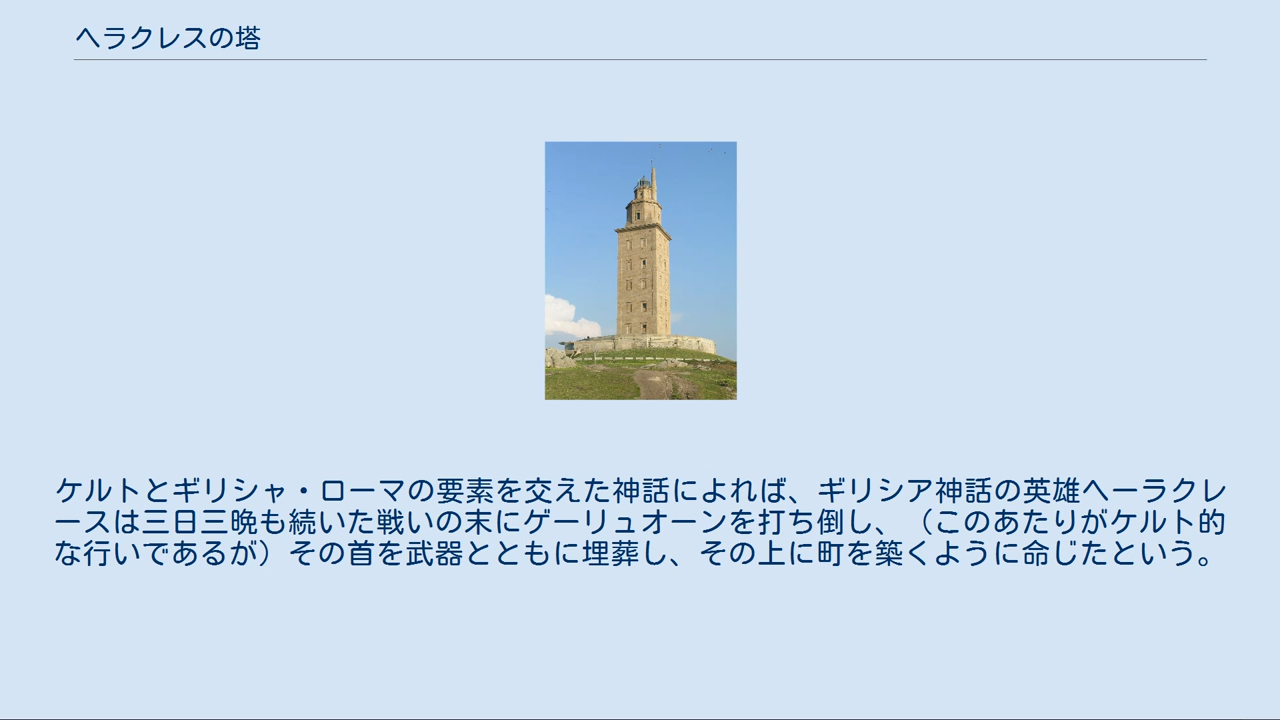 ヘラクレスの塔
ケルトとギリシャ・ローマの要素を交えた神話によれば、ギリシア神話の英雄ヘーラクレ
ースは三日三晩も続いた戦いの末にゲーリュオーンを打ち倒し、（このあたりがケルト的
な行いであるが）その首を武器とともに埋葬し、その上に町を築くように命じたという。